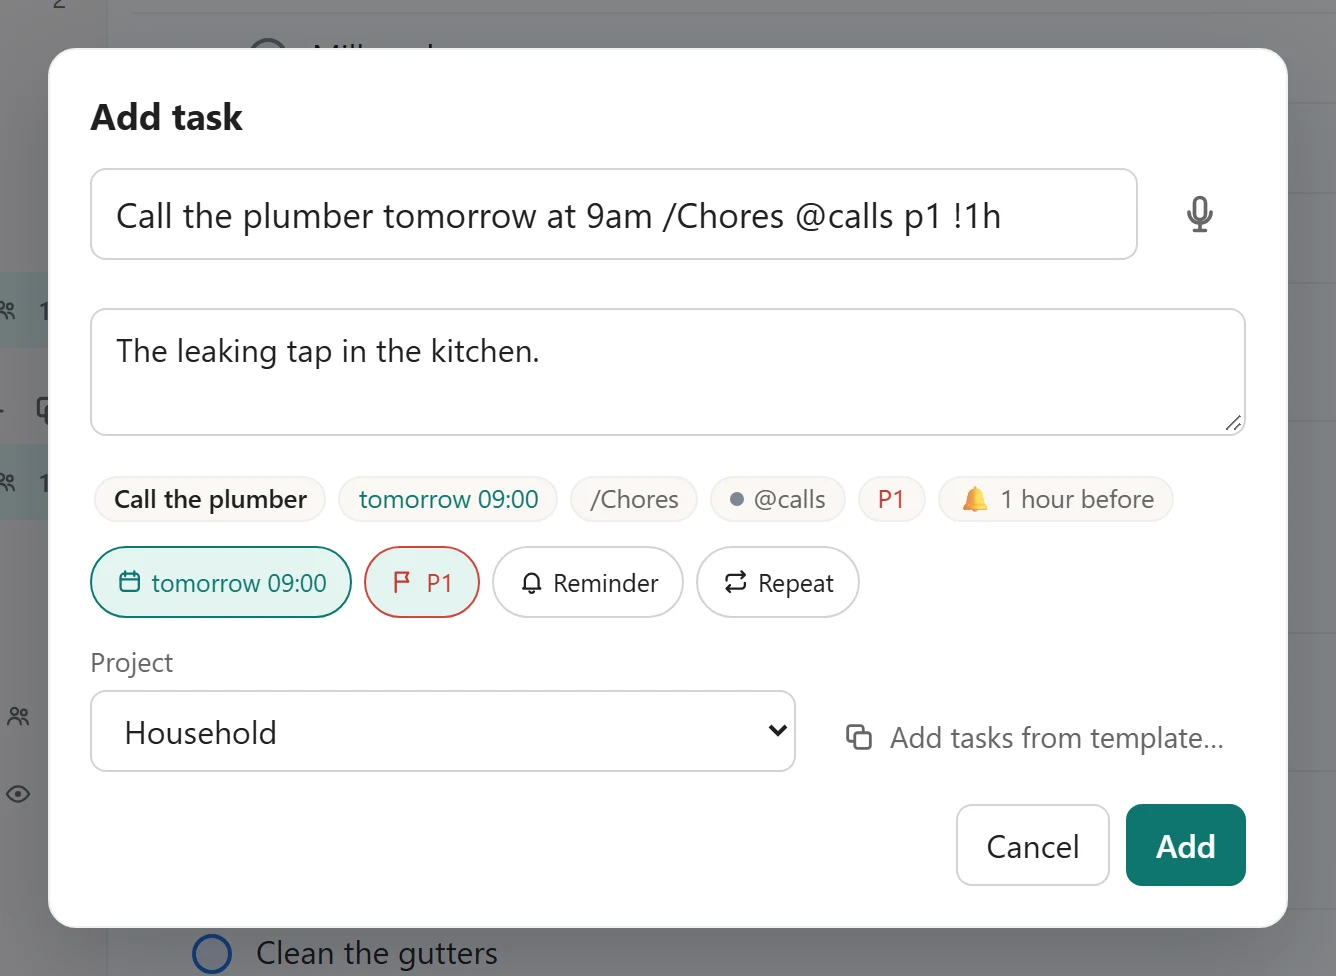 2
Add task
Call the plumber tomorrow at 9am /Chores @calls p1 !1h
The leaking tap in the kitchen.
Call the plumber tomorrow 09:00 /Chores @calls P1 1 hour before
tomorrow 09:00 P1 Reminder Repeat
Project
Household
Add tasks from template...
Cancel Add
Clean the gutters